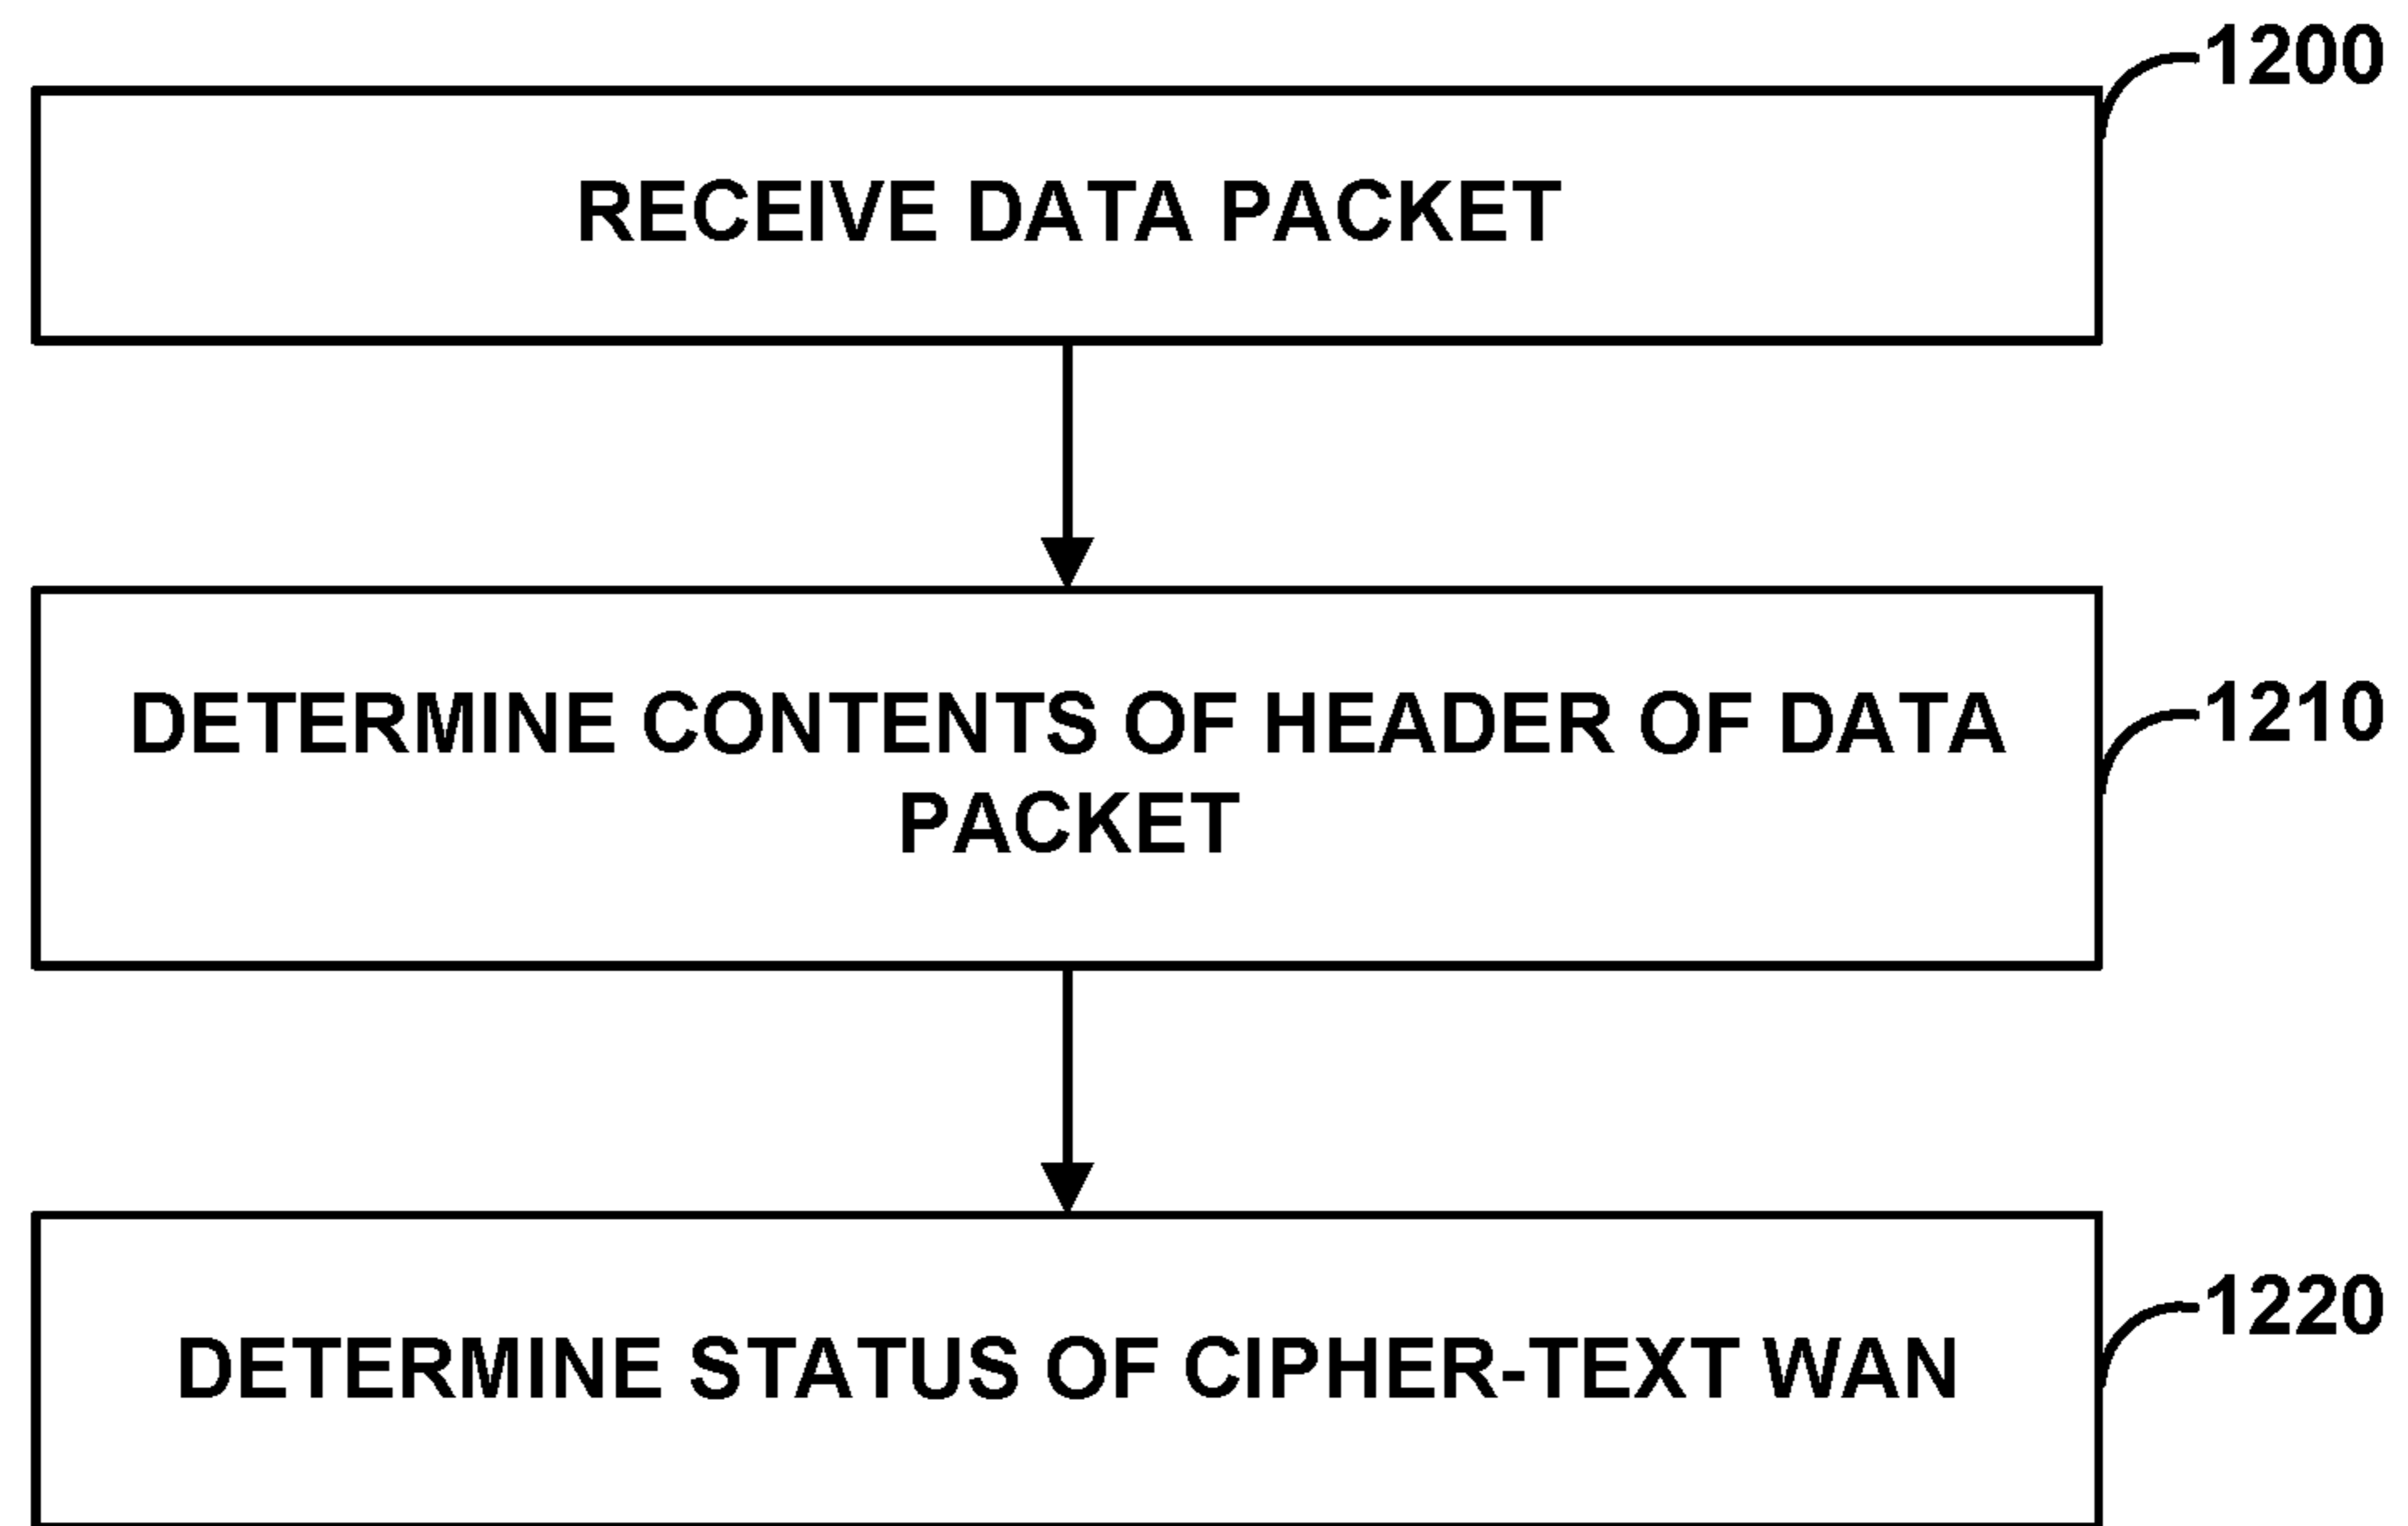 1200
RECEIVE DATA PACKET
DETERMINE CONTENTS OF HEADER OF DATA
PACKET
1210
DETERMINE STATUS OF CIPHER-TEXT WAN
1220